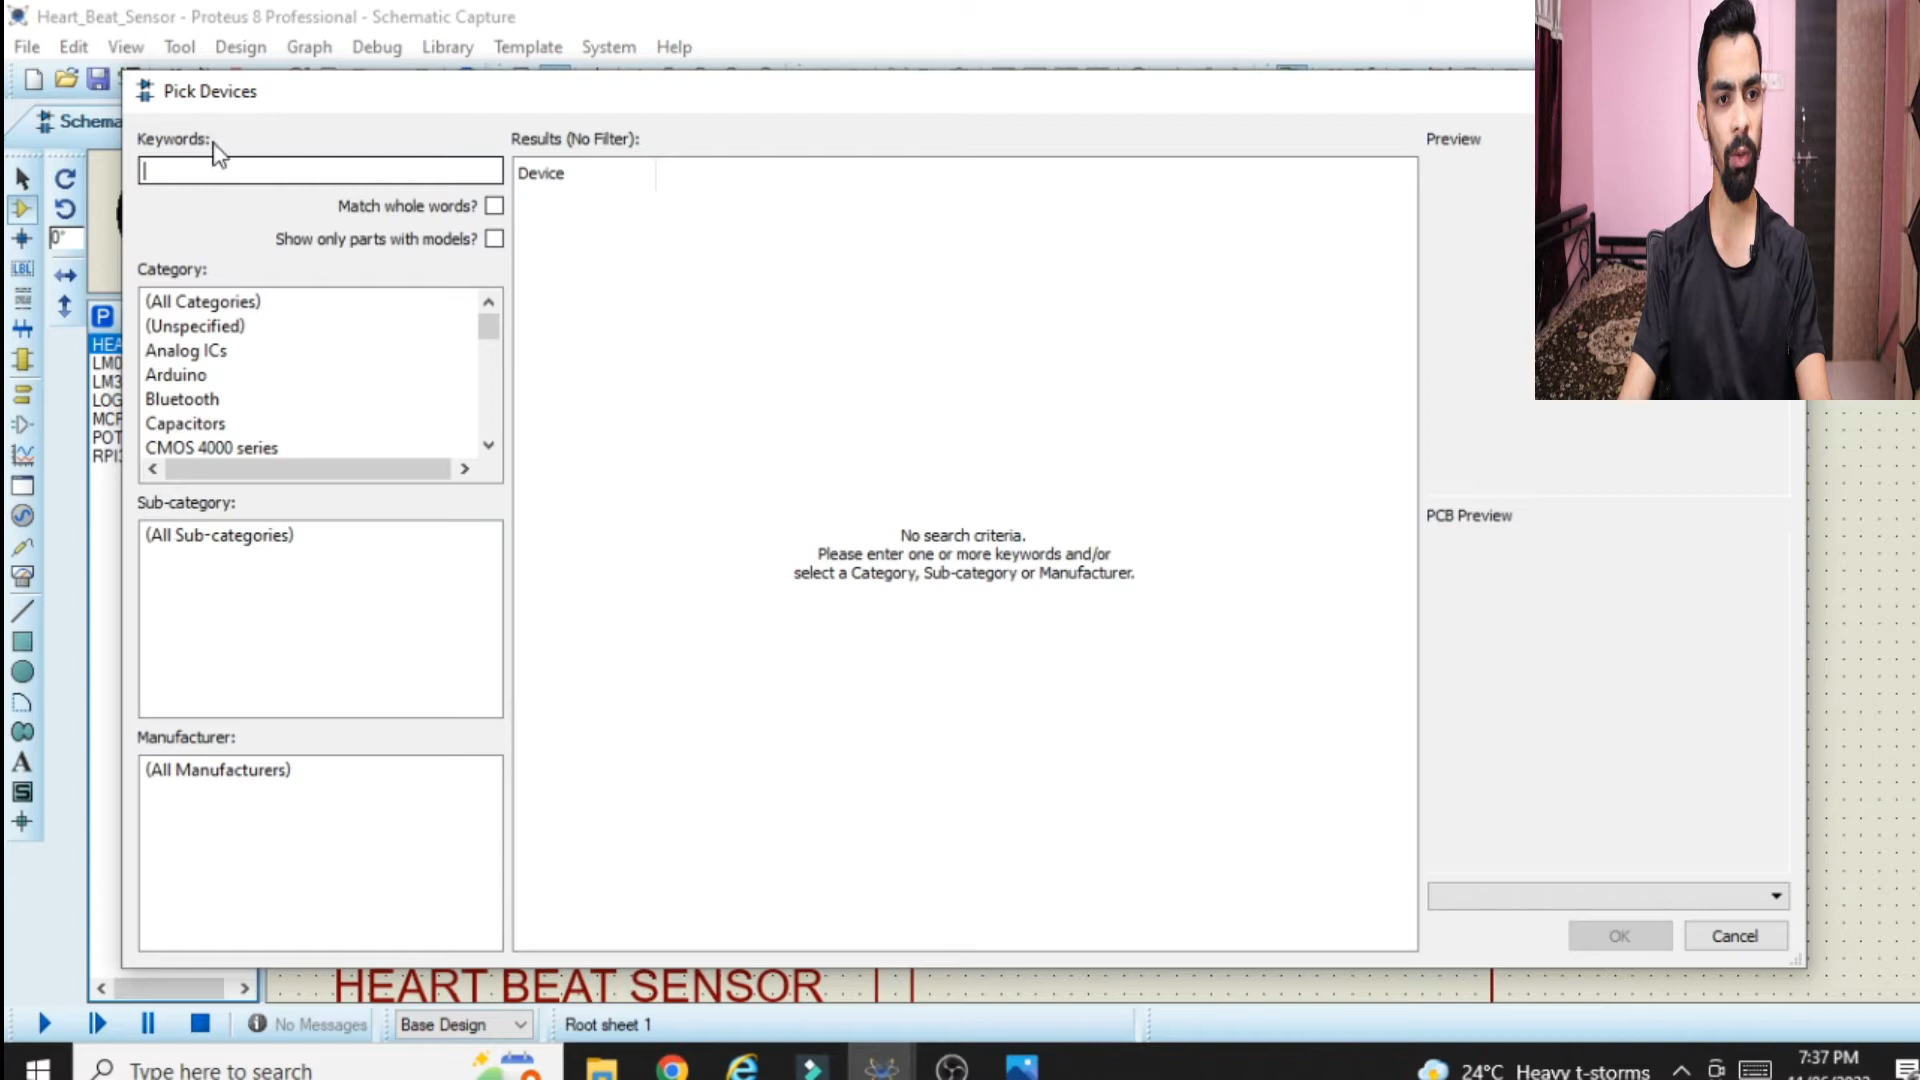 Heart_Beat_Sensor - Proteus 8 Professional - Schematic Capture
File Edit View Tool Design Graph Debug Library Template System Help
Pick Devices
Schema
Keywords:
Results (No Filter):
Preview
Device
Match whole words?
Show only parts with models?
0°
LBL
Category:
(All Categories)
(Unspecified)
Analog ICs
Arduino
Bluetooth
Capacitors
CMOS 4000 series
P
HEA
LM0
LM3
LOG
MCP
POT
RPI3
Sub-category:
(All Sub-categories)
No search criteria.
Please enter one or more keywords and/or
select a Category, Sub-category or Manufacturer.
PCB Preview
Manufacturer:
(All Manufacturers)
A
S
OK Cancel
HEART BEAT SENSOR
No Messages Base Design Root sheet 1
Type here to search
24°C Heavy t-storms
7:37 PM